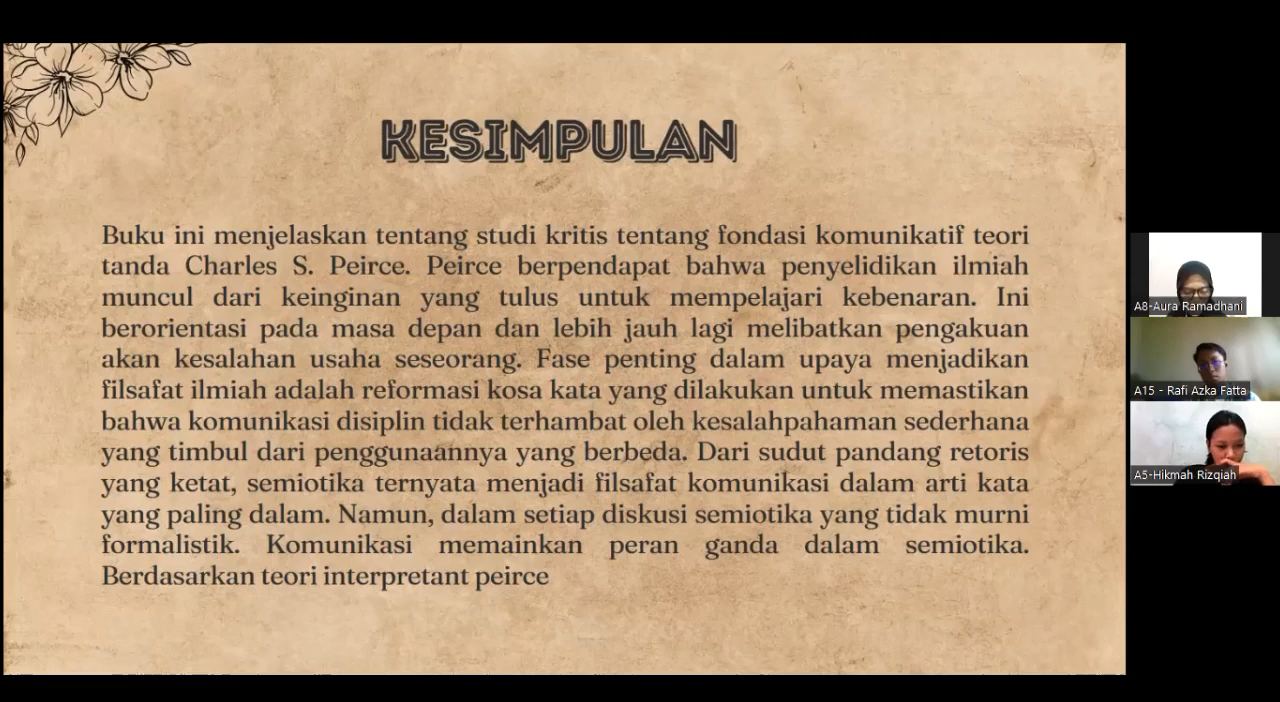 KESIMPULAN
Buku ini menjelaskan tentang studi kritis tentang fondasi komunikatif teori
tanda Charles S. Peirce. Peirce berpendapat bahwa penyelidikan ilmiah
muncul dari keinginan yang tulus untuk mempelajari kebenaran. Ini
berorientasi pada masa depan dan lebih jauh lagi melibatkan pengakuan
akan kesalahan usaha seseorang. Fase penting dalam upaya menjadikan
filsafat ilmiah adalah reformasi kosa kata yang dilakukan untuk memastikan
bahwa komunikasi disiplin tidak terhambat oleh kesalahpahaman sederhana
yang timbul dari penggunaannya yang berbeda. Dari sudut pandang retoris
yang ketat, semiotika ternyata menjadi filsafat komunikasi dalam arti kata
yang paling dalam. Namun, dalam setiap diskusi semiotika yang tidak murni
formalistik. Komunikasi memainkan peran ganda dalam semiotika.
Berdasarkan teori interpretant peirce
A8-Aura Ramadhani
A15 - Rafi Azka Fatta
A5-Hikmah Rizqiah